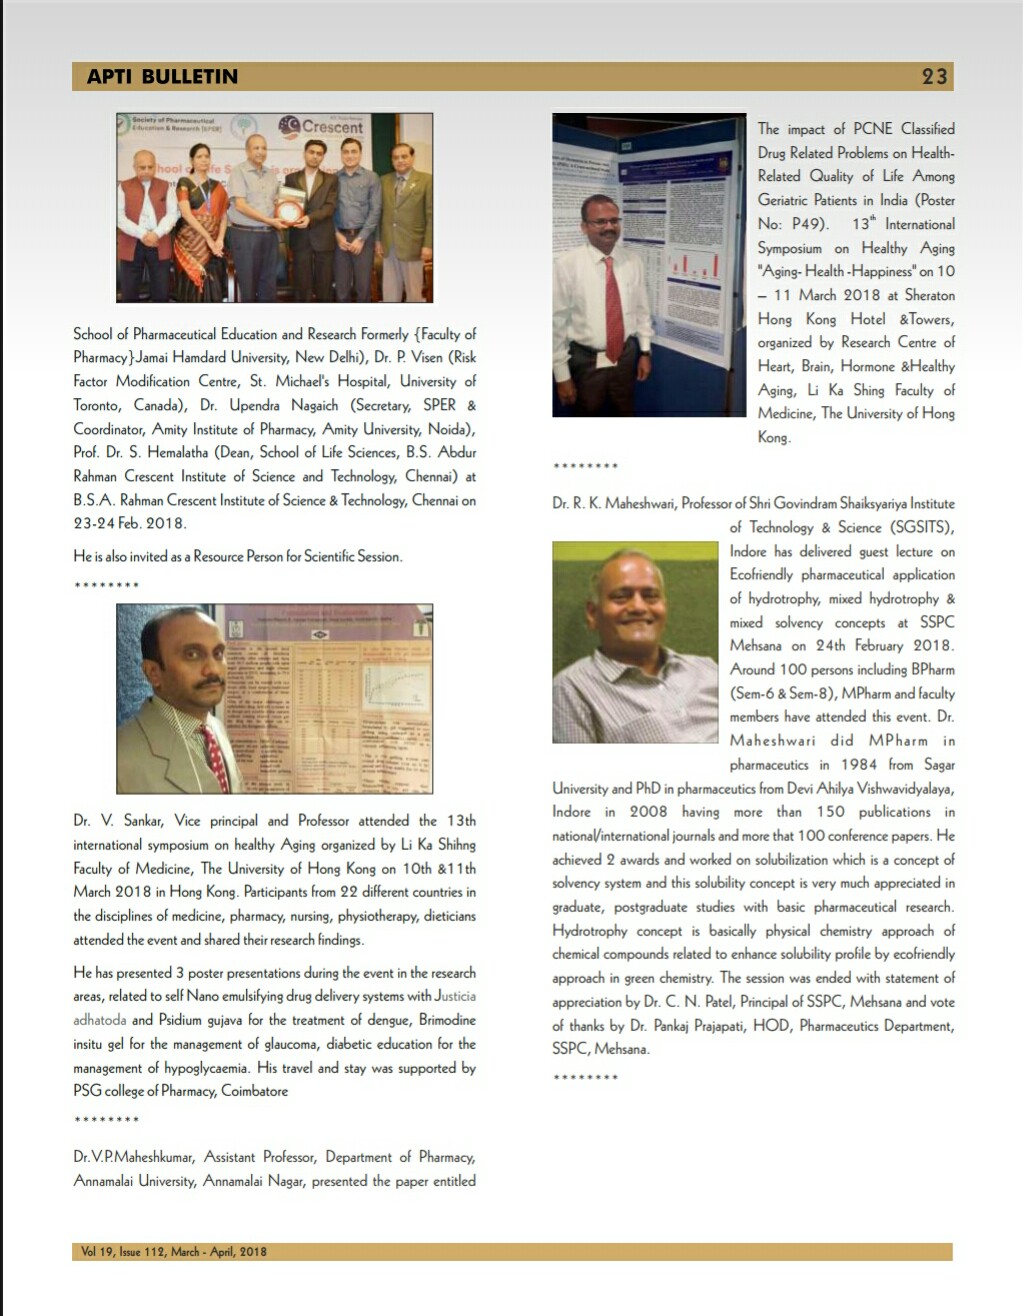 APTI BULLETIN
23
Society of Pharmaceutical
Education & Research [SPER]
Crescent
School of Pharmaceutical Education and Research Formerly {Faculty of
Pharmacy}Jamai Hamdard University, New Delhi), Dr. P. Visen (Risk
Factor Modification Centre, St. Michael's Hospital, University of
Toronto, Canada), Dr. Upendra Nagaich (Secretary, SPER &
Coordinator, Amity Institute of Pharmacy, Amity University, Noida),
Prof. Dr. S. Hemalatha (Dean, School of Life Sciences, B.S. Abdur
Rahman Crescent Institute of Science and Technology, Chennai) at
B.S.A. Rahman Crescent Institute of Science & Technology, Chennai on
23-24 Feb. 2018.
He is also invited as a Resource Person for Scientific Session.
********
Dr. V. Sankar, Vice principal and Professor attended the 13th
international symposium on healthy Aging organized by Li Ka Shihng
Faculty of Medicine, The University of Hong Kong on 10th &11th
March 2018 in Hong Kong. Participants from 22 different countries in
the disciplines of medicine, pharmacy, nursing, physiotherapy, dieticians
attended the event and shared their research findings.
He has presented 3 poster presentations during the event in the research
areas, related to self Nano emulsifying drug delivery systems with Justicia
adhatoda and Psidium gujava for the treatment of dengue, Brimodine
insitu gel for the management of glaucoma, diabetic education for the
management of hypoglycaemia. His travel and stay was supported by
PSG college of Pharmacy, Coimbatore
********
Dr.V.P.Maheshkumar, Assistant Professor, Department of Pharmacy,
Annamalai University, Annamalai Nagar, presented the paper entitled
The impact of PCNE Classified
Drug Related Problems on Health-
Related Quality of Life Among
Geriatric Patients in India (Poster
No: P49). 13th International
Symposium on Healthy Aging
"Aging- Health -Happiness" on 10
– 11 March 2018 at Sheraton
Hong Kong Hotel &Towers,
organized by Research Centre of
Heart, Brain, Hormone &Healthy
Aging, Li Ka Shing Faculty of
Medicine, The University of Hong
Kong.
********
Dr. R. K. Maheshwari, Professor of Shri Govindram Shaiksyariya Institute
of Technology & Science (SGSITS),
Indore has delivered guest lecture on
Ecofriendly pharmaceutical application
of hydrotrophy, mixed hydrotrophy &
mixed solvency concepts at SSPC
Mehsana on 24th February 2018.
Around 100 persons including BPharm
(Sem-6 & Sem-8), MPharm and faculty
members have attended this event. Dr.
Maheshwari did MPharm in
pharmaceutics in 1984 from Sagar
University and PhD in pharmaceutics from Devi Ahilya Vishwavidyalaya,
Indore in 2008 having more than 150 publications in
national/international journals and more that 100 conference papers. He
achieved 2 awards and worked on solubilization which is a concept of
solvency system and this solubility concept is very much appreciated in
graduate, postgraduate studies with basic pharmaceutical research.
Hydrotrophy concept is basically physical chemistry approach of
chemical compounds related to enhance solubility profile by ecofriendly
approach in green chemistry. The session was ended with statement of
appreciation by Dr. C. N. Patel, Principal of SSPC, Mehsana and vote
of thanks by Dr. Pankaj Prajapati, HOD, Pharmaceutics Department,
SSPC, Mehsana.
********
Vol 19, Issue 112, March - April, 2018